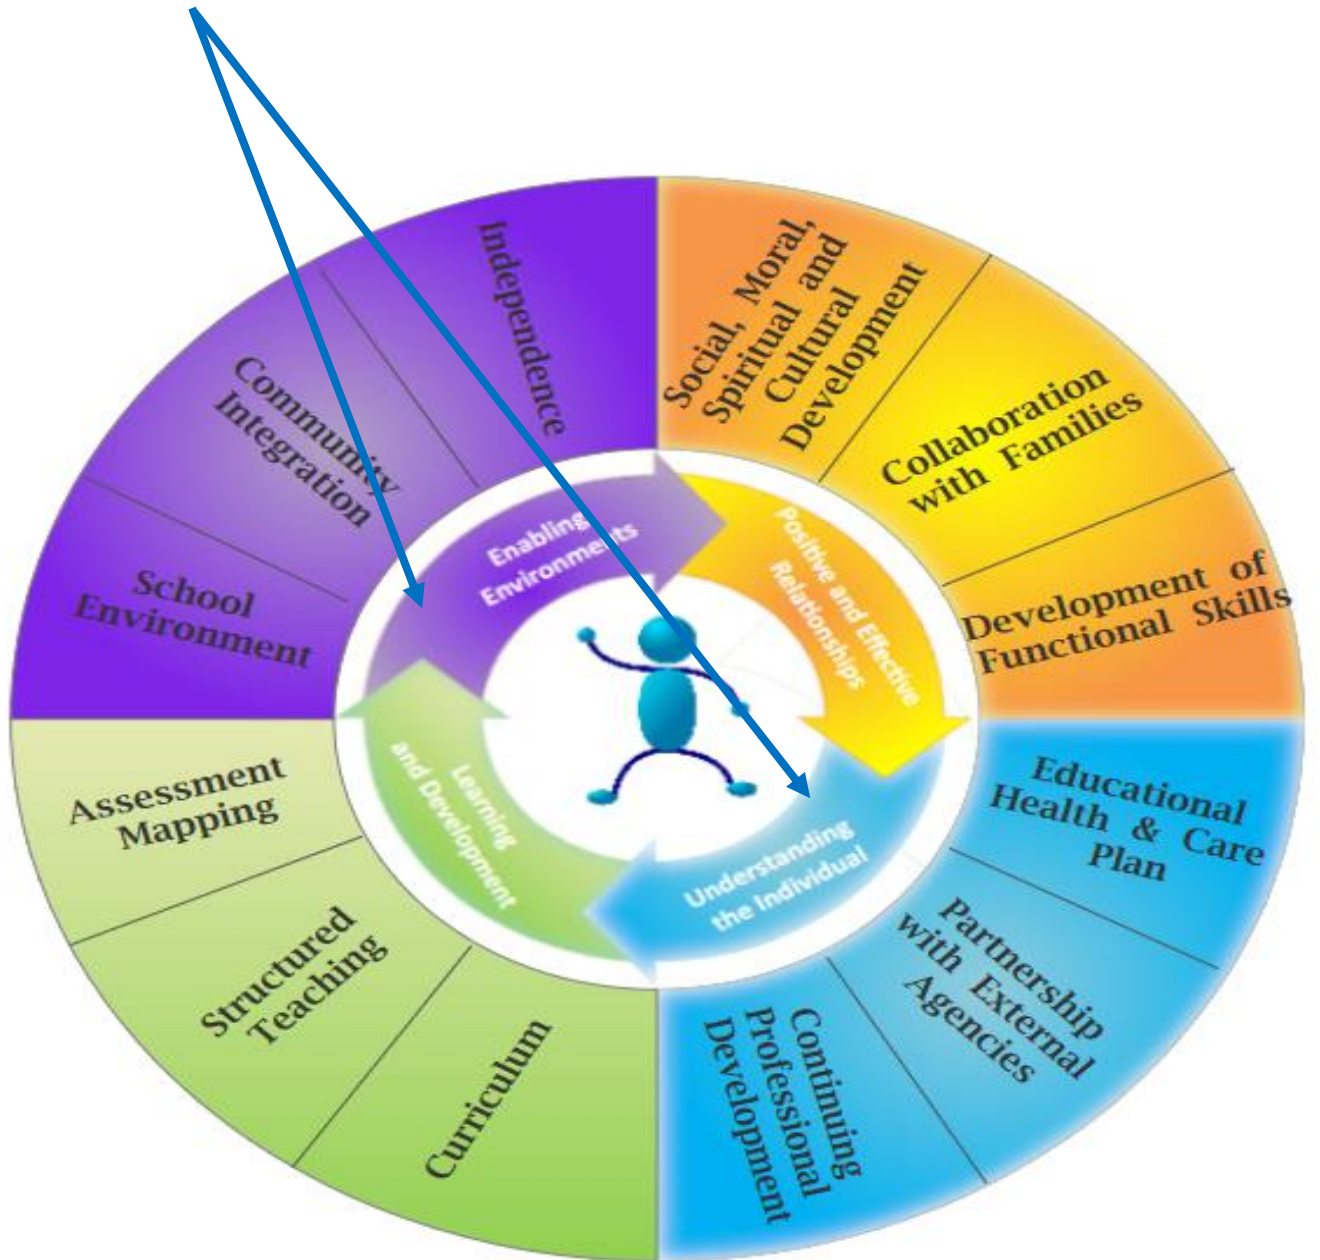 Independence
Community
Integration
School
Environment
Social, Moral,
Spiritual and
Cultural
Development
Collaboration
with Families
Development of
Functional Skills
Enabling
Environments
Positive and Effective
Relationships
Understanding
the Individual
Learning
and Development
Educational
Health & Care
Plan
Partnership
with External
Agencies
Continuing
Professional
Development
Curriculum
Structured
Teaching
Assessment
Mapping